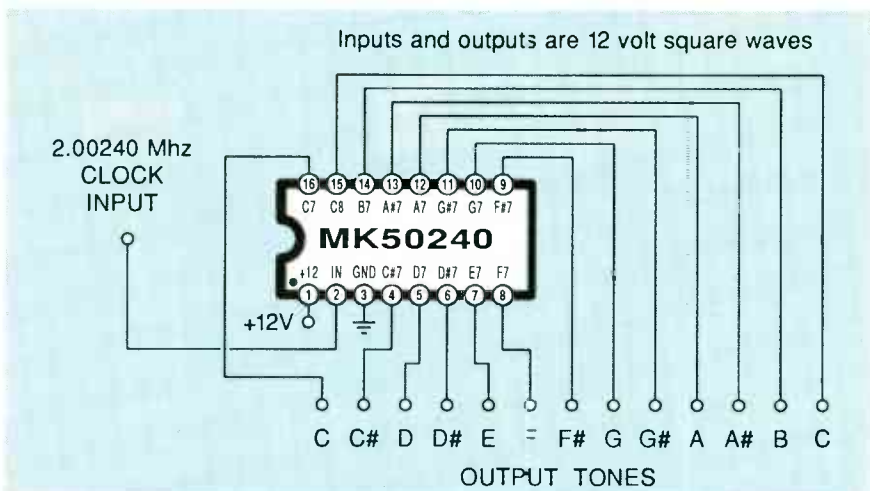 Inputs and outputs are 12 volt square waves
2.00240 Mhz
CLOCK
INPUT
16 15 14 13 12 11 10 9
C7 C8 B7 A#7 A7 G#7 G7 F#7
MK50240
+12 IN GND C#7 D7 D#7 E7 F7
1 2 3 4 5 6 7 8
+12V
C C# D D# E F# G G# A A# B C
OUTPUT TONES